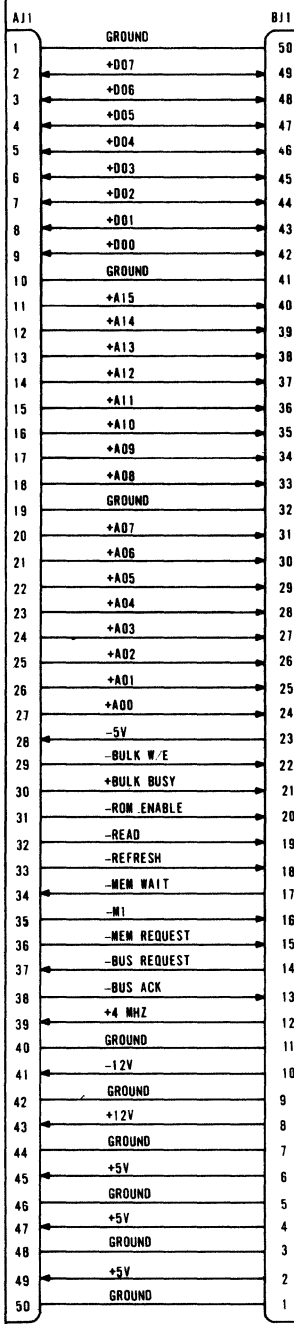 AJ1 BJ1
1 GROUND 50
2 +D07 49
3 +D06 48
4 +D05 47
5 +D04 46
6 +D03 45
7 +D02 44
8 +D01 43
9 +D00 42
10 GROUND 41
11 +A15 40
12 +A14 39
13 +A13 38
14 +A12 37
15 +A11 36
16 +A10 35
17 +A09 34
18 +A08 33
19 GROUND 32
20 +A07 31
21 +A06 30
22 +A05 29
23 +A04 28
24 +A03 27
25 +A02 26
26 +A01 25
27 +A00 24
28 -5V 23
29 -BULK W/E 22
30 +BULK BUSY 21
31 -ROM ENABLE 20
32 -READ 19
33 -REFRESH 18
34 -MEM WAIT 17
35 -M1 16
36 -MEM REQUEST 15
37 -BUS REQUEST 14
38 -BUS ACK 13
39 +4 MHZ 12
40 GROUND 11
41 -12V 10
42 GROUND 9
43 +12V 8
44 GROUND 7
45 +5V 6
46 GROUND 5
47 +5V 4
48 GROUND 3
49 +5V 2
50 GROUND 1